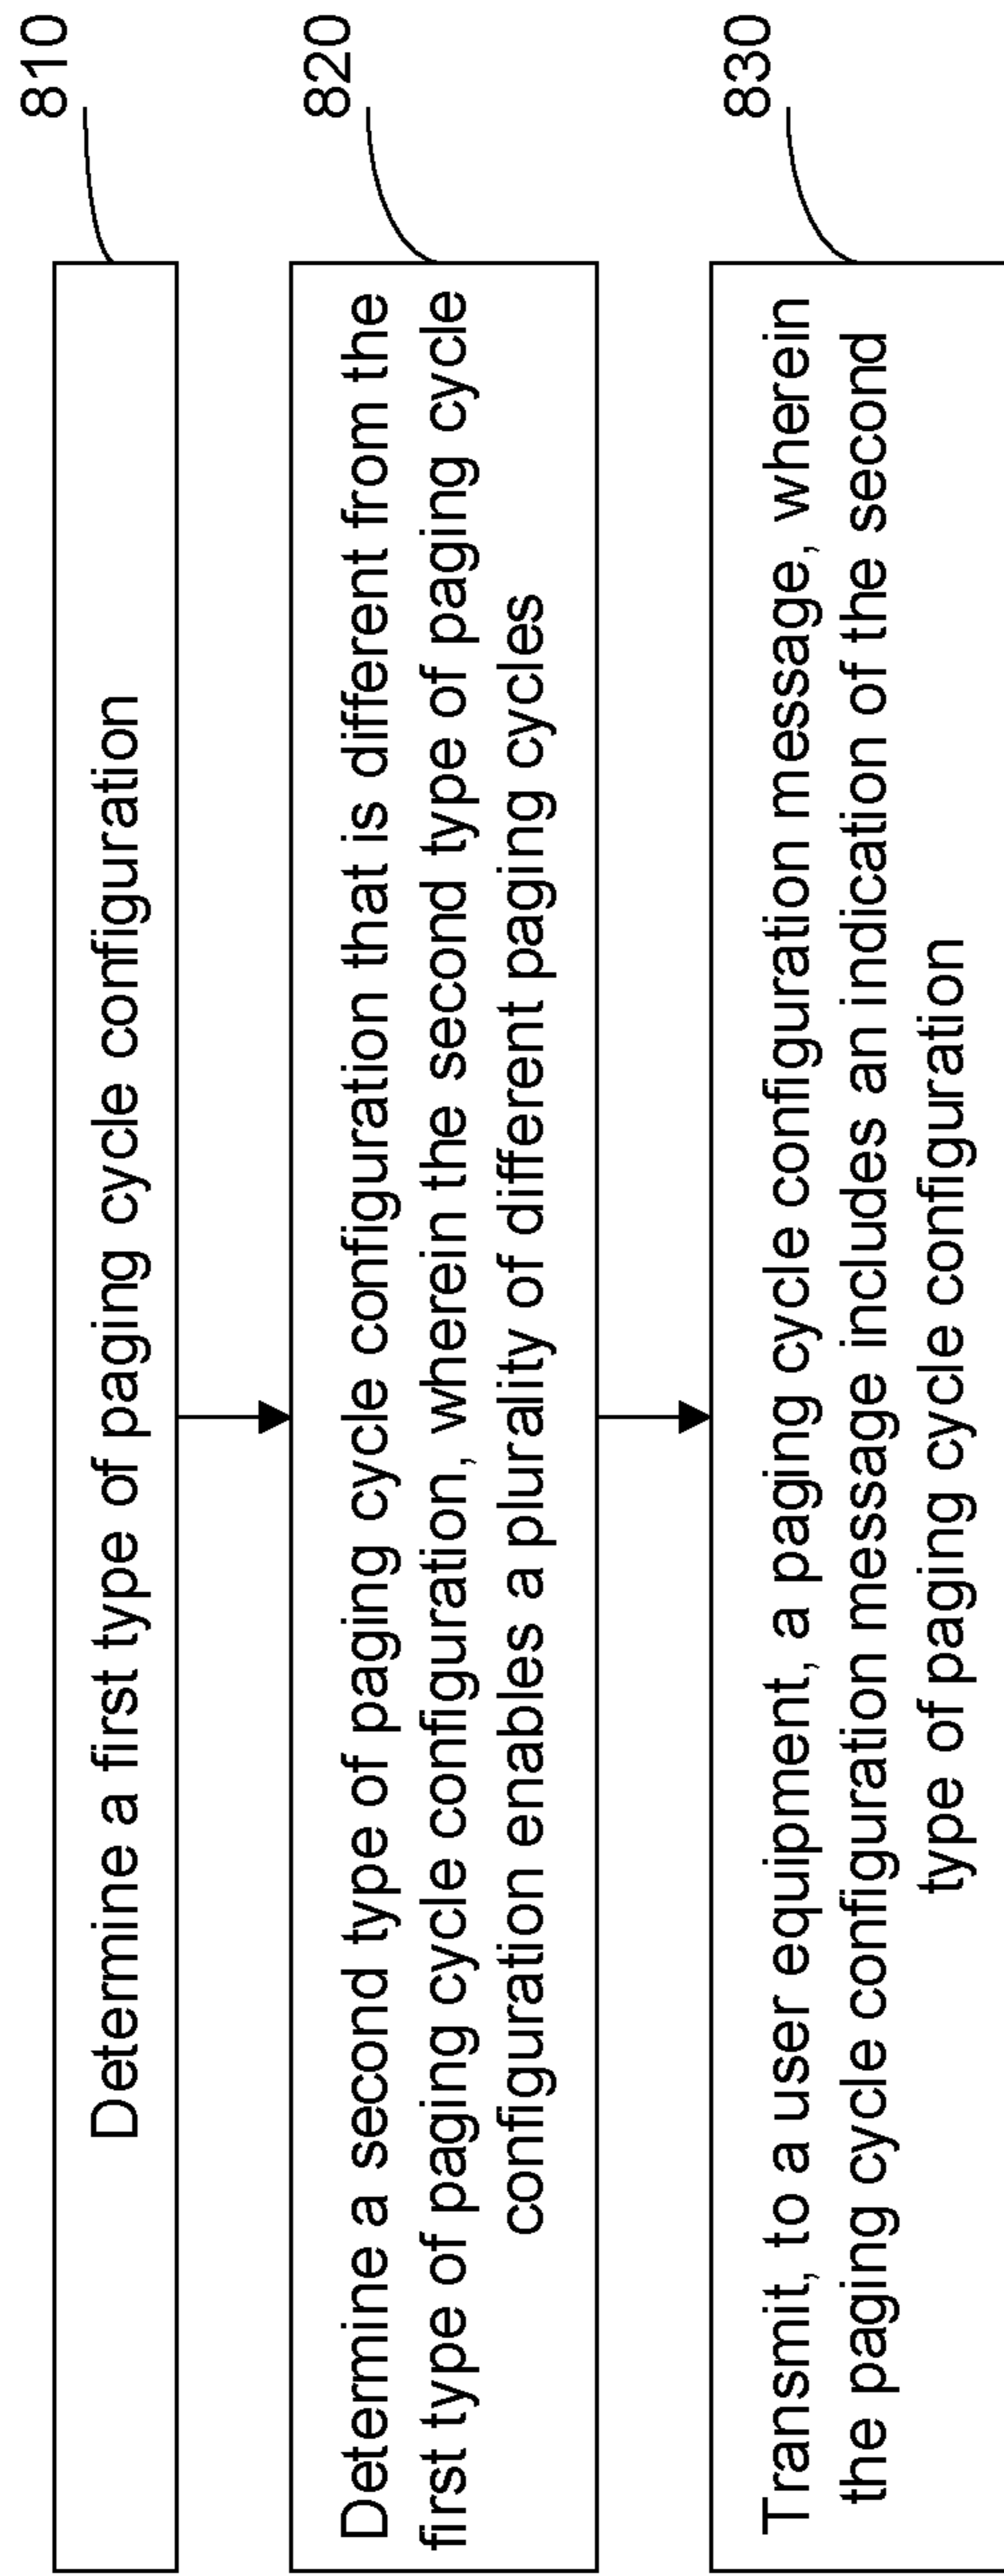 810
Determine a first type of paging cycle configuration
820
Determine a second type of paging cycle configuration that is different from the
first type of paging cycle configuration, wherein the second type of paging cycle
configuration enables a plurality of different paging cycles
830
Transmit, to a user equipment, a paging cycle configuration message, wherein
the paging cycle configuration message includes an indication of the second
type of paging cycle configuration